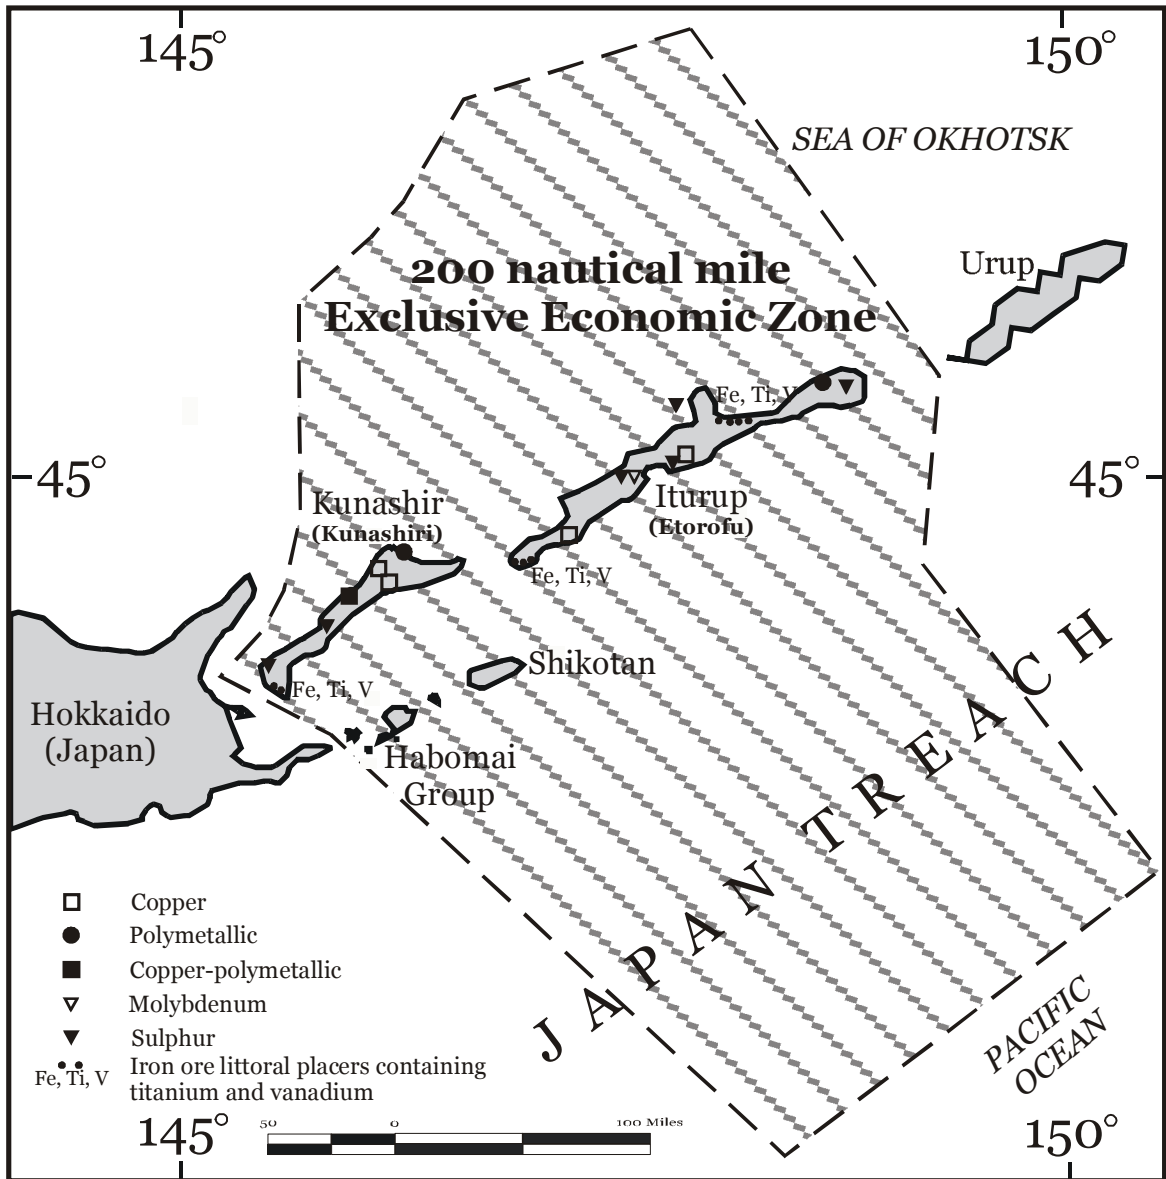 145°
150°
SEA OF OKHOTSK
Urup
200 nautical mile
Exclusive Economic Zone
Fe, Ti, V
45°
45°
Kunashir
(Kunashiri)
Iturup
(Etorofu)
Fe, Ti, V
Shikotan
Fe, Ti, V
Hokkaido
(Japan)
Habomai
Group
JAPAN TREACH
Copper
Polymetallic
Copper-polymetallic
Molybdenum
Sulphur
Fe, Ti, V
Iron ore littoral placers containing
titanium and vanadium
PACIFIC
OCEAN
145°
50
0
100 Miles
150°